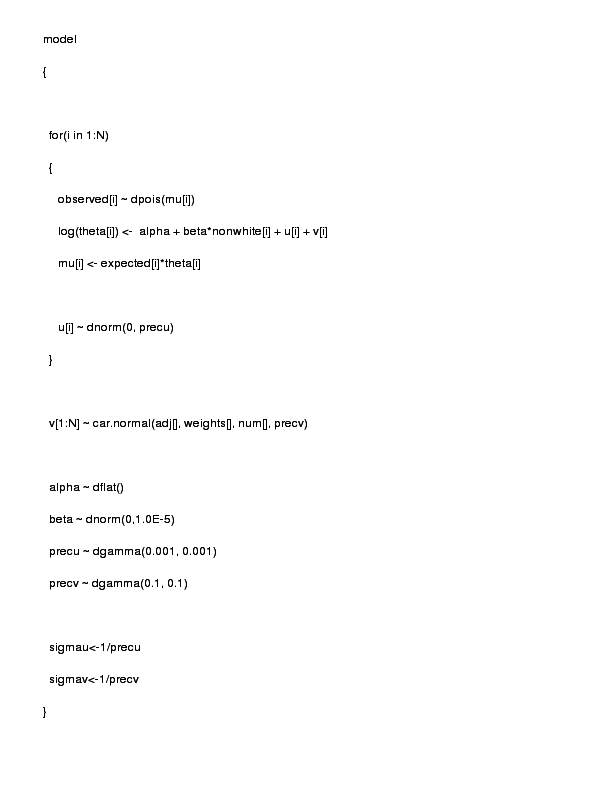 model
{
for(i in 1:N)
{
observed[i] ~ dpois(mu[i])
log(theta[i]) <- alpha + beta*nonwhite[i] + u[i] + v[i]
mu[i] <- expected[i]*theta[i]
u[i] ~ dnorm(0, precu)
}
v[1:N] ~ car.normal(adj[], weights[], num[], precv)
alpha ~ dflat()
beta ~ dnorm(0,1.0E-5)
precu ~ dgamma(0.001, 0.001)
precv ~ dgamma(0.1, 0.1)
sigmau<-1/precu
sigmav<-1/precv
}